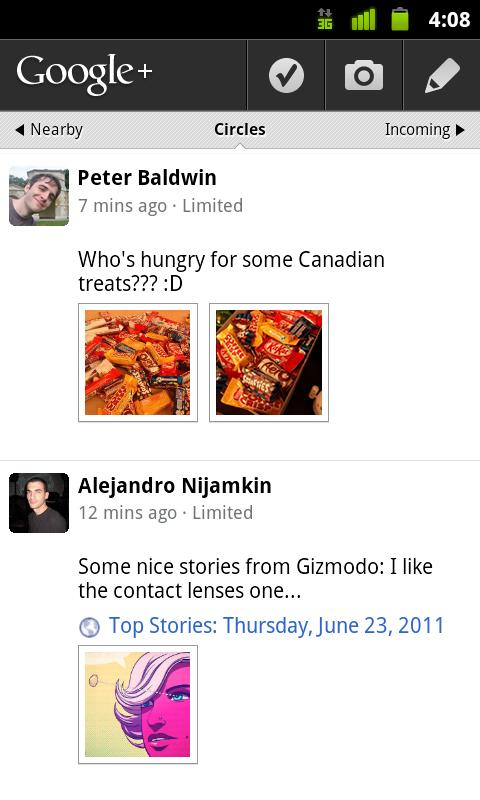 3G
4:08
Google+
Nearby
Circles
Incoming
Peter Baldwin
7 mins ago · Limited
Who's hungry for some Canadian
treats??? :D
Alejandro Nijamkin
12 mins ago · Limited
Some nice stories from Gizmodo: I like
the contact lenses one...
Top Stories: Thursday, June 23, 2011